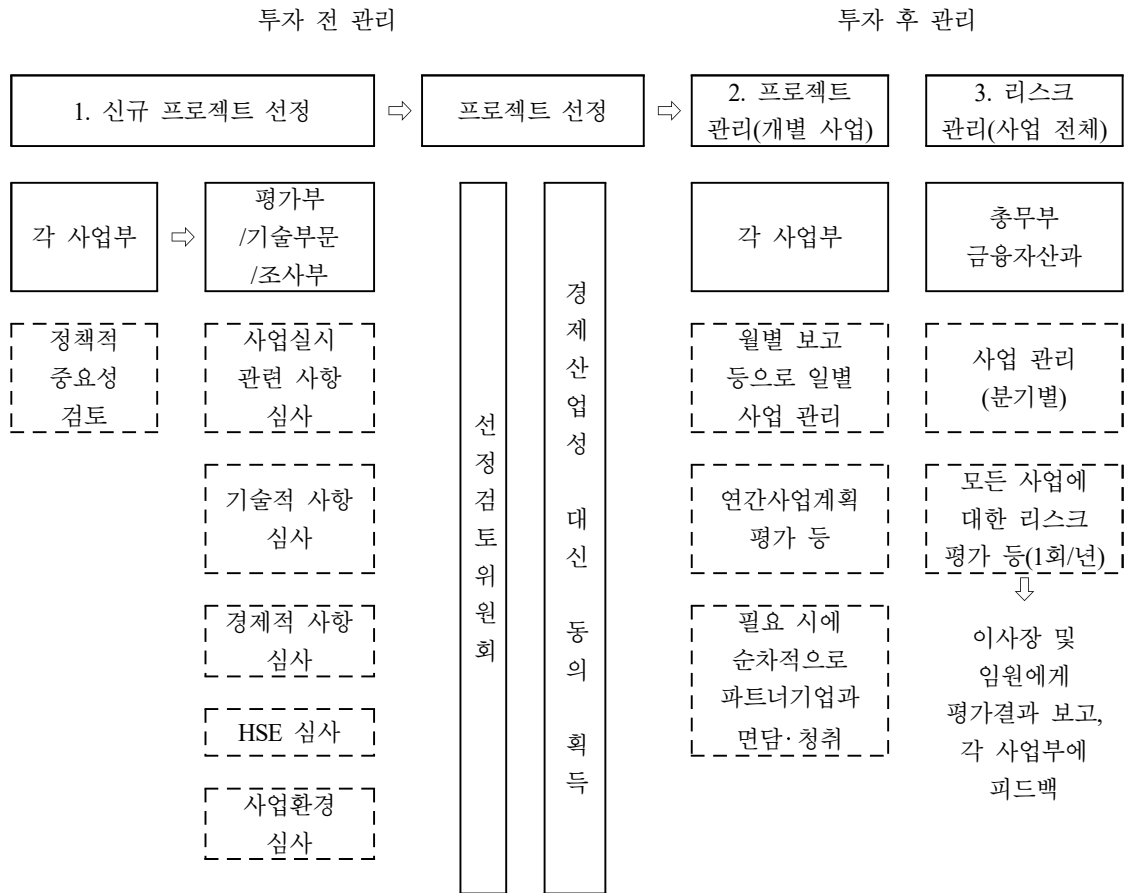 투자 전 관리
투자 후 관리
1. 신규 프로젝트 선정
⇨
프로젝트 선정
⇨
2. 프로젝트
관리(개별 사업)
3. 리스크
관리(사업 전체)
각 사업부
⇨
평가부
/기술부문
/조사부
정책적
중요성
검토
사업실시
관련 사항
심사
기술적 사항
심사
경제적 사항
심사
HSE 심사
사업환경
심사
선정검토위원회
경제산업성 대신 동의 획득
각 사업부
월별 보고
등으로 일별
사업 관리
연간사업계획
평가 등
필요 시에
순차적으로
파트너기업과
면담·청취
총무부
금융자산과
사업 관리
(분기별)
모든 사업에
대한 리스크
평가 등(1회/년)
⇩
이사장 및
임원에게
평가결과 보고,
각 사업부에
피드백